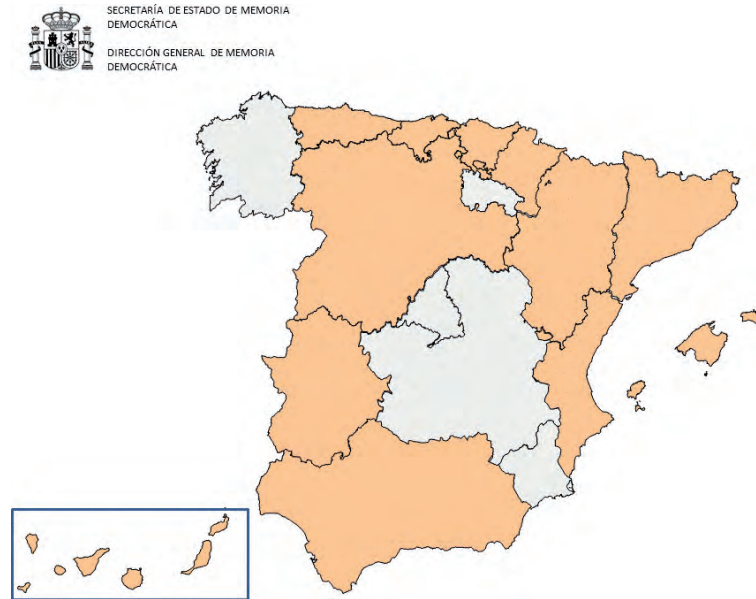 SECRETARÍA DE ESTADO DE MEMORIA
DEMOCRÁTICA
DIRECCIÓN GENERAL DE MEMORIA
DEMOCRÁTICA